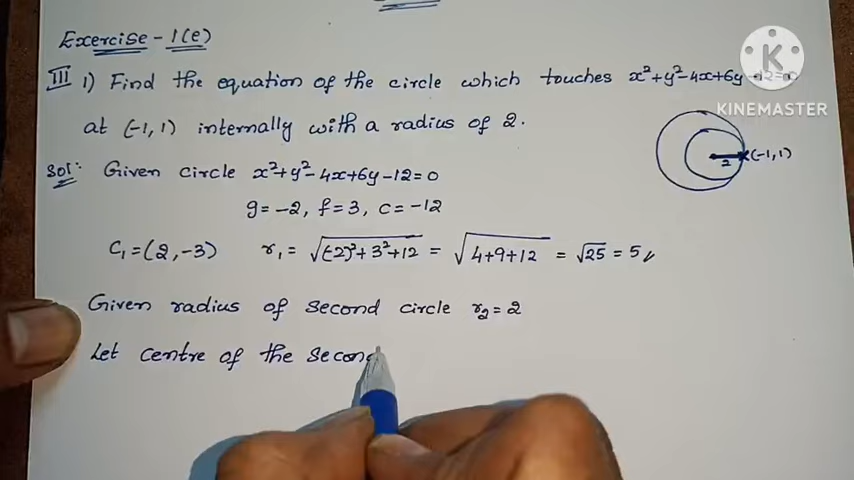 Exercise - 1(e)
III 1) Find the equation of the circle which touches x²+y²-4x+6y-12=0
K
KINEMASTER
at (-1,1) internally with a radius of 2.
2 (-1,1)
Sol: Given circle x²+y²-4x+6y-12=0
g=-2, f=3, c=-12
C₁=(2,-3) r₁ = √(-2)²+3²+12 = √4+9+12 = √25 = 5
Given radius of second circle r₂=2
Let centre of the second